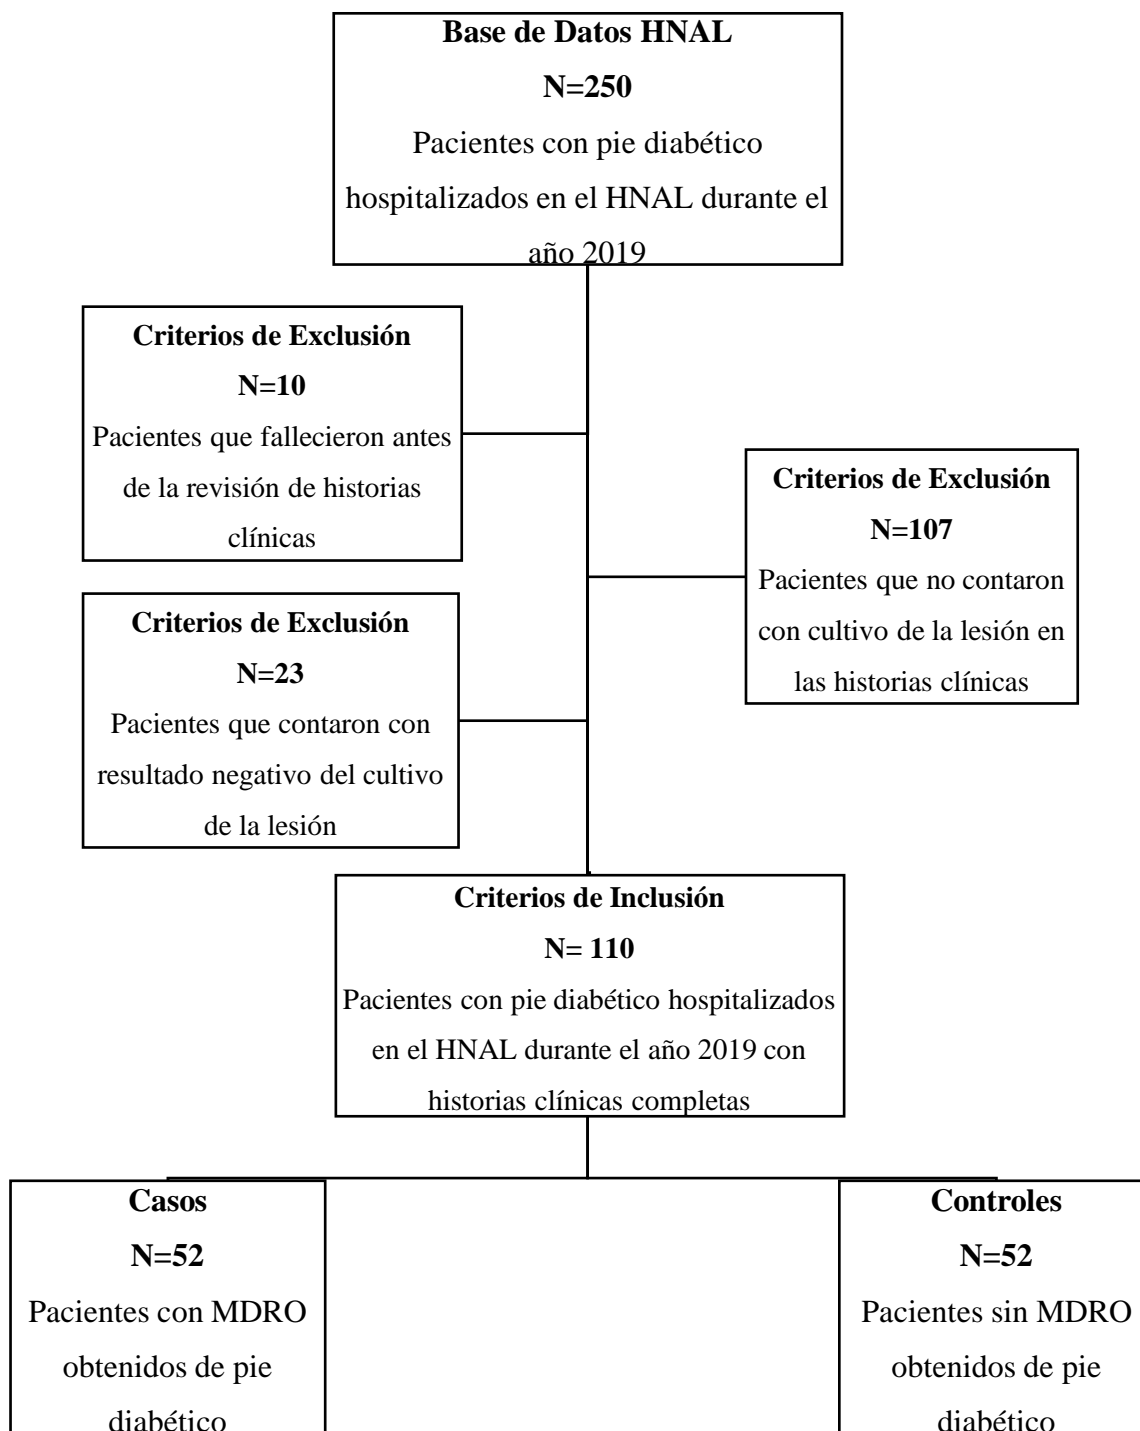 Base de Datos HNAL
N=250
Pacientes con pie diabético
hospitalizados en el HNAL durante el
año 2019
Criterios de Exclusión
N=10
Pacientes que fallecieron antes
de la revisión de historias
clínicas
Criterios de Exclusión
N=107
Pacientes que no contaron
con cultivo de la lesión en
las historias clínicas
Criterios de Exclusión
N=23
Pacientes que contaron con
resultado negativo del cultivo
de la lesión
Criterios de Inclusión
N= 110
Pacientes con pie diabético hospitalizados
en el HNAL durante el año 2019 con
historias clínicas completas
Casos
N=52
Pacientes con MDRO
obtenidos de pie
diabético
Controles
N=52
Pacientes sin MDRO
obtenidos de pie
diabético